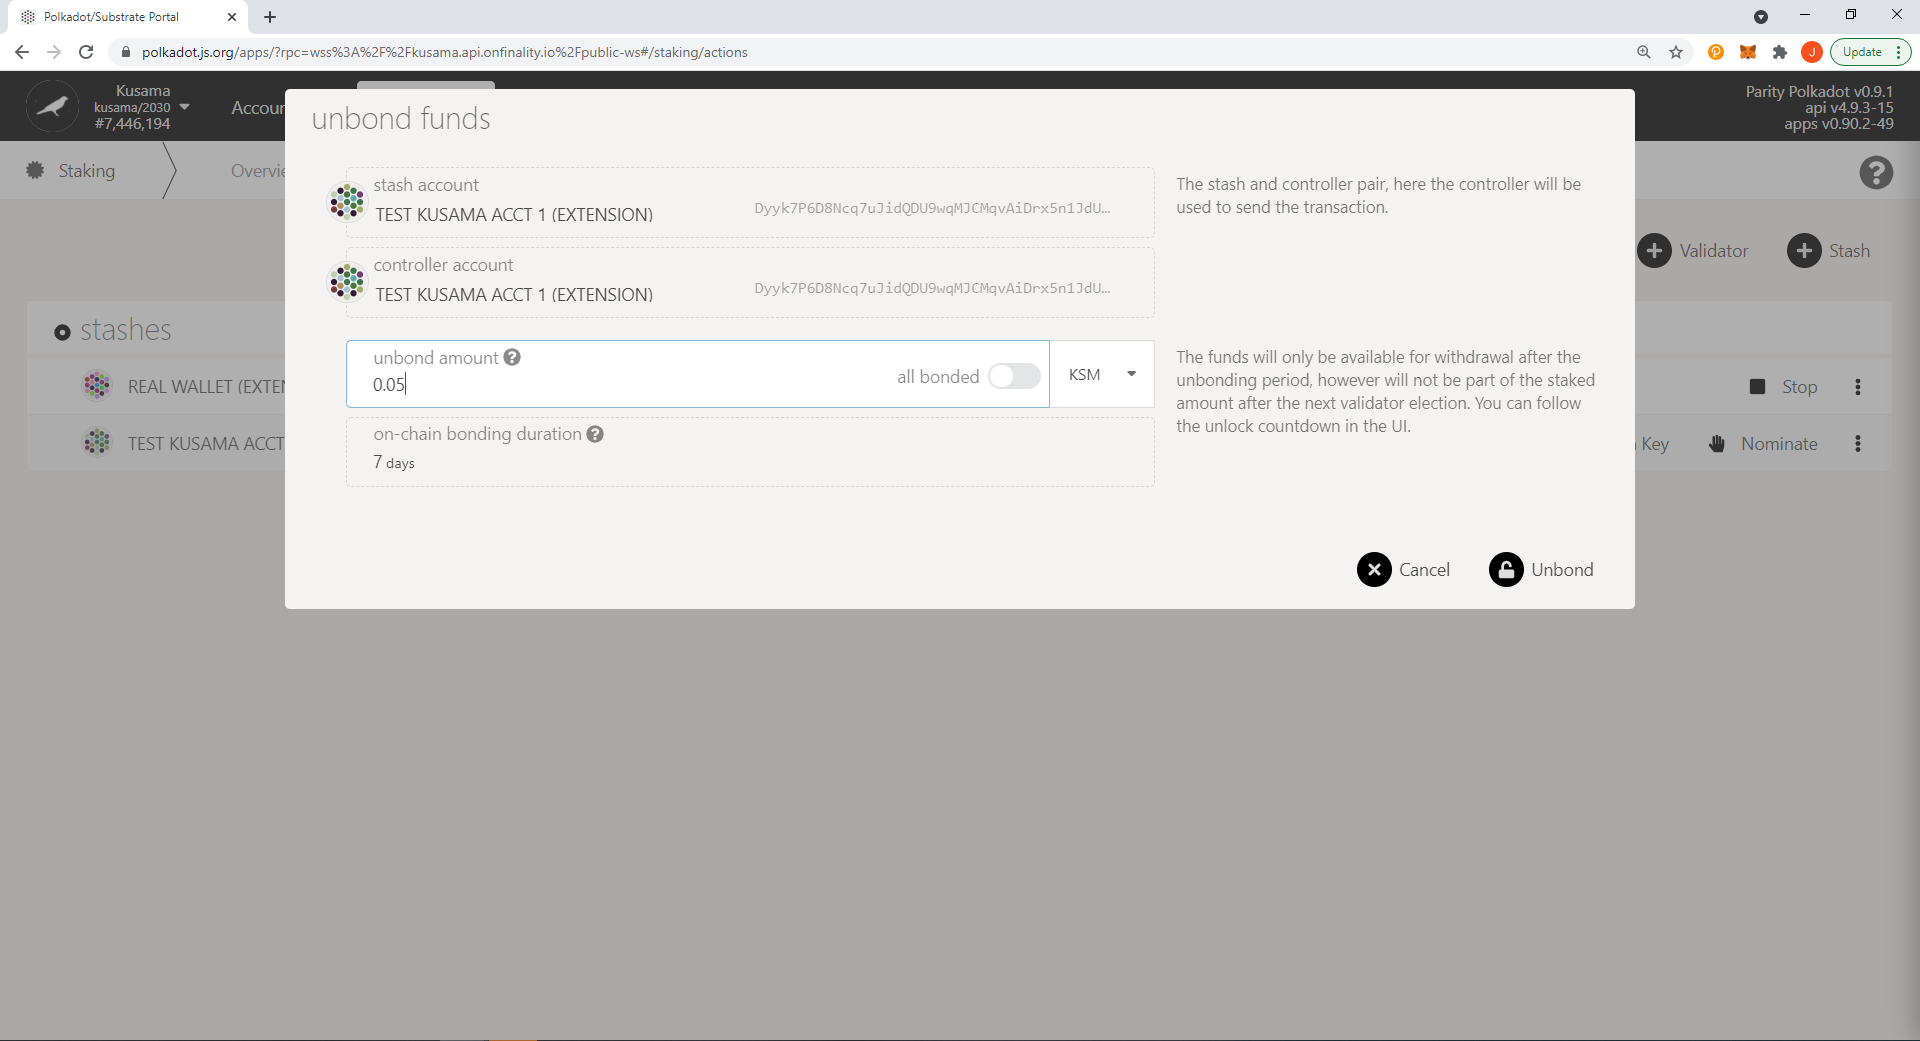 Polkadot/Substrate Portal
polkadot.js.org/apps/?rpc=wss%3A%2F%2Fkusama.api.onfinality.io%2Fpublic-ws#/staking/actions
J
Update
Kusama
kusama/2030
#7,446,194
Accoun
Parity Polkadot v0.9.1
api v4.9.3-15
apps v0.90.2-49
Staking
Overvie
unbond funds
stash account
TEST KUSAMA ACCT 1 (EXTENSION)
Dyyk7P6D8Ncq7uJidQDU9wqMJCMqvAiDrx5n1JdU…
The stash and controller pair, here the controller will be
used to send the transaction.
controller account
TEST KUSAMA ACCT 1 (EXTENSION)
Dyyk7P6D8Ncq7uJidQDU9wqMJCMqvAiDrx5n1JdU…
Validator
Stash
stashes
unbond amount
0.05
all bonded
KSM
The funds will only be available for withdrawal after the
unbonding period, however will not be part of the staked
amount after the next validator election. You can follow
the unlock countdown in the UI.
REAL WALLET (EXTEN
Stop
on-chain bonding duration
7 days
TEST KUSAMA ACCT
Key
Nominate
Cancel
Unbond